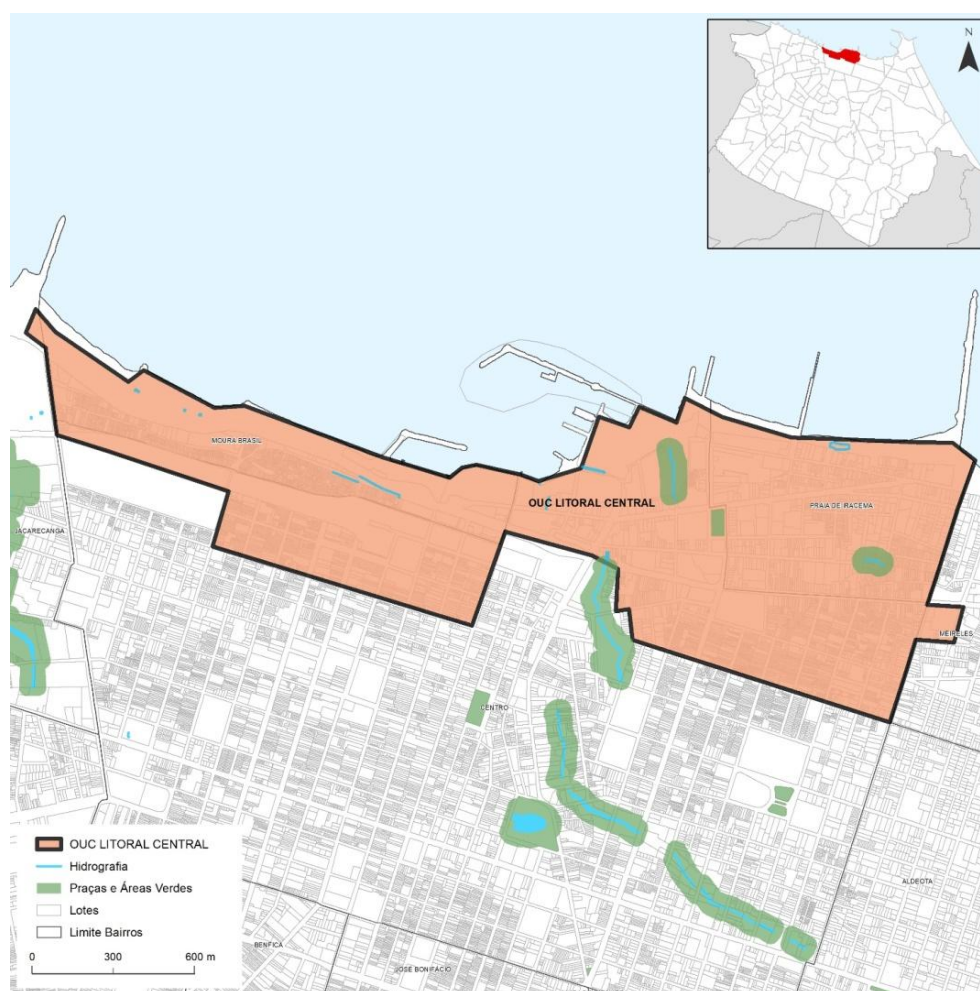 N
MOURA BRASIL
OUC LITORAL CENTRAL
PRAIA DE IRACEMA
JACARECANGA
MEIRELES
CENTRO
ALDEOTA
BENFICA
JOSÉ BONIFÁCIO
OUC LITORAL CENTRAL
Hidrografia
Praças e Áreas Verdes
Lotes
Limite Bairros
0 300 600 m